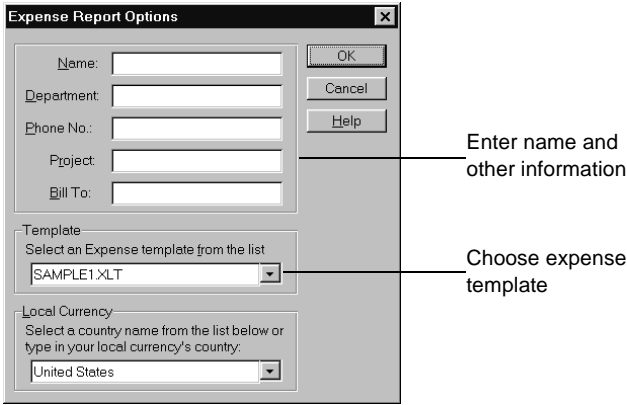 Expense Report Options
Name:
Department:
Phone No.:
Project:
Bill To:
OK
Cancel
Help
Enter name and
other information
Template
Select an Expense template from the list
SAMPLE1.XLT
Choose expense
template
Local Currency
Select a country name from the list below or
type in your local currency's country:
United States